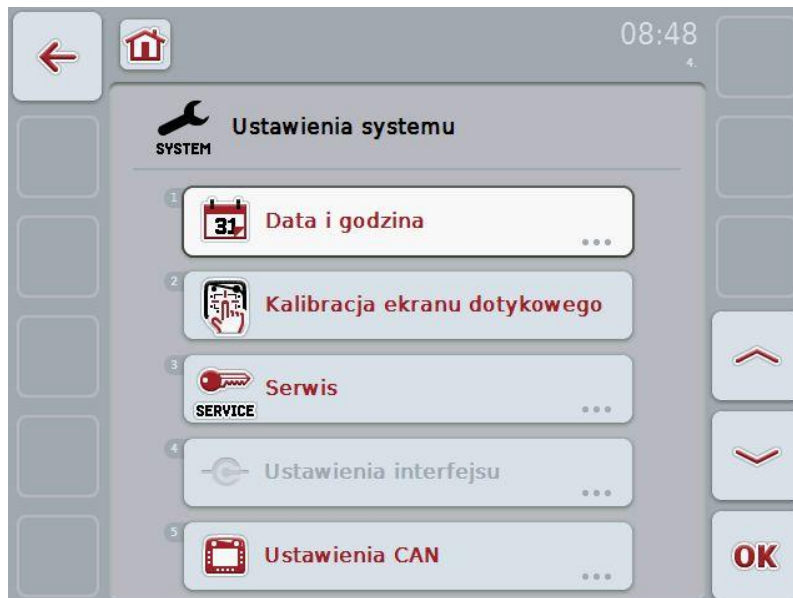 08:48
4.
SYSTEM
Ustawienia systemu
1
31
Data i godzina
2
Kalibracja ekranu dotykowego
3
SERVICE
Serwis
4
Ustawienia interfejsu
5
Ustawienia CAN
OK